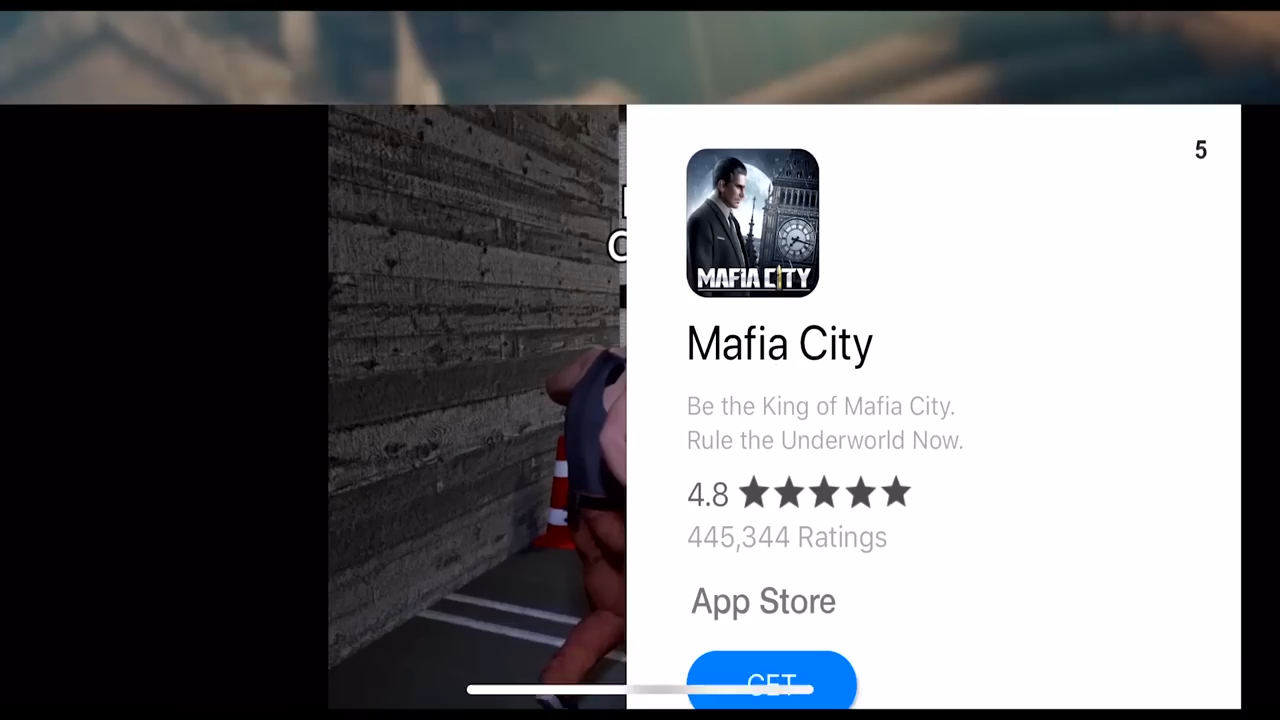 5
MAFIA CITY
Mafia City
Be the King of Mafia City.
Rule the Underworld Now.
4.8
445,344 Ratings
App Store
GET